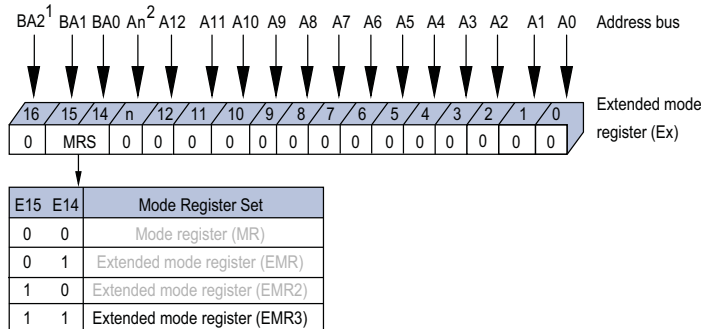 BA2¹ BA1 BA0 An² A12 A11 A10 A9 A8 A7 A6 A5 A4 A3 A2 A1 A0 Address bus
16 15 14 n 12 11 10 9 8 7 6 5 4 3 2 1 0 Extended mode
register (Ex)
0 MRS 0 0 0 0 0 0 0 0 0 0 0 0 0 0 0
E15 E14 Mode Register Set
0 0 Mode register (MR)
0 1 Extended mode register (EMR)
1 0 Extended mode register (EMR2)
1 1 Extended mode register (EMR3)